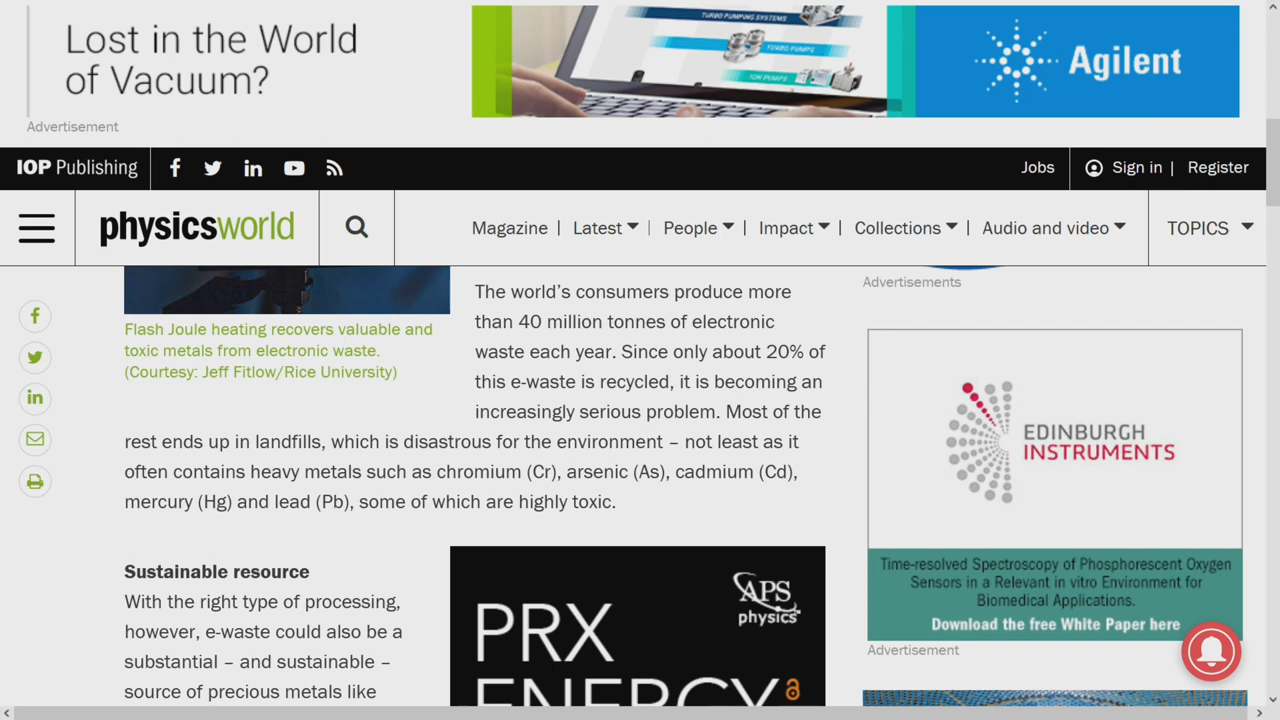 Lost in the World
of Vacuum?
TURBO PUMPING SYSTEMS
TURBO PUMPS
ION PUMPS
Agilent
Advertisement
IOP Publishing
Jobs
Sign in |
Register
physicsworld
Magazine |
Latest |
People |
Impact |
Collections |
Audio and video
TOPICS
Flash Joule heating recovers valuable and
toxic metals from electronic waste.
(Courtesy: Jeff Fitlow/Rice University)
The world's consumers produce more
than 40 million tonnes of electronic
waste each year. Since only about 20% of
this e-waste is recycled, it is becoming an
increasingly serious problem. Most of the
rest ends up in landfills, which is disastrous for the environment – not least as it
often contains heavy metals such as chromium (Cr), arsenic (As), cadmium (Cd),
mercury (Hg) and lead (Pb), some of which are highly toxic.
Sustainable resource
With the right type of processing,
however, e-waste could also be a
substantial – and sustainable –
source of precious metals like
APS
physics
PRX
ENERGY
Advertisements
EDINBURGH
INSTRUMENTS
Time-resolved Spectroscopy of Phosphorescent Oxygen
Sensors in a Relevant in vitro Environment for
Biomedical Applications.
Download the free White Paper here
Advertisement